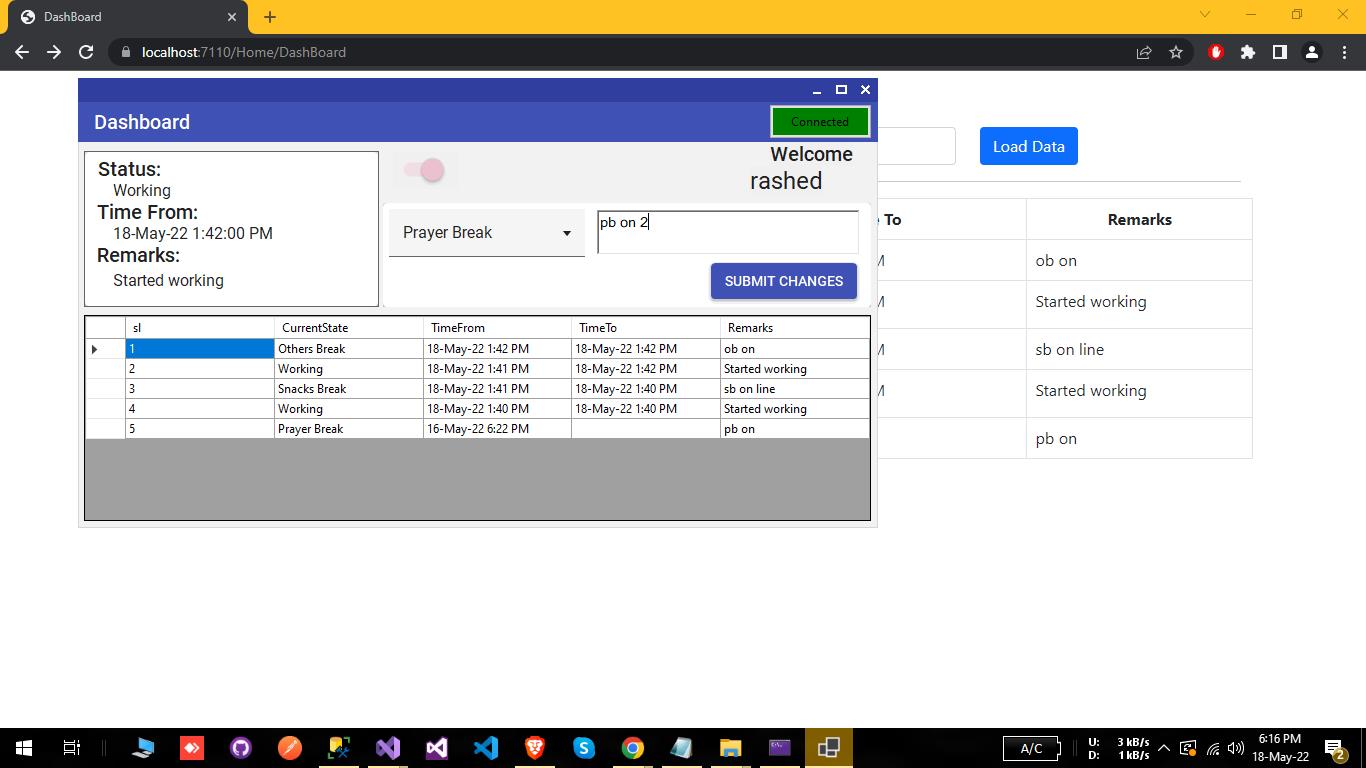 DashBoard
localhost:7110/Home/DashBoard
Dashboard
Connected
Load Data
Status:
Working
Time From:
18-May-22 1:42:00 PM
Remarks:
Started working
Welcome
rashed
Prayer Break
pb on 2
SUBMIT CHANGES
sl CurrentState TimeFrom TimeTo Remarks
1 Others Break 18-May-22 1:42 PM 18-May-22 1:42 PM ob on
2 Working 18-May-22 1:41 PM 18-May-22 1:42 PM Started working
3 Snacks Break 18-May-22 1:41 PM 18-May-22 1:40 PM sb on line
4 Working 18-May-22 1:40 PM 18-May-22 1:40 PM Started working
5 Prayer Break 16-May-22 6:22 PM pb on
To Remarks
ob on
Started working
sb on line
Started working
pb on
A/C
U: 3 kB/s
D: 1 kB/s
6:16 PM
18-May-22
2